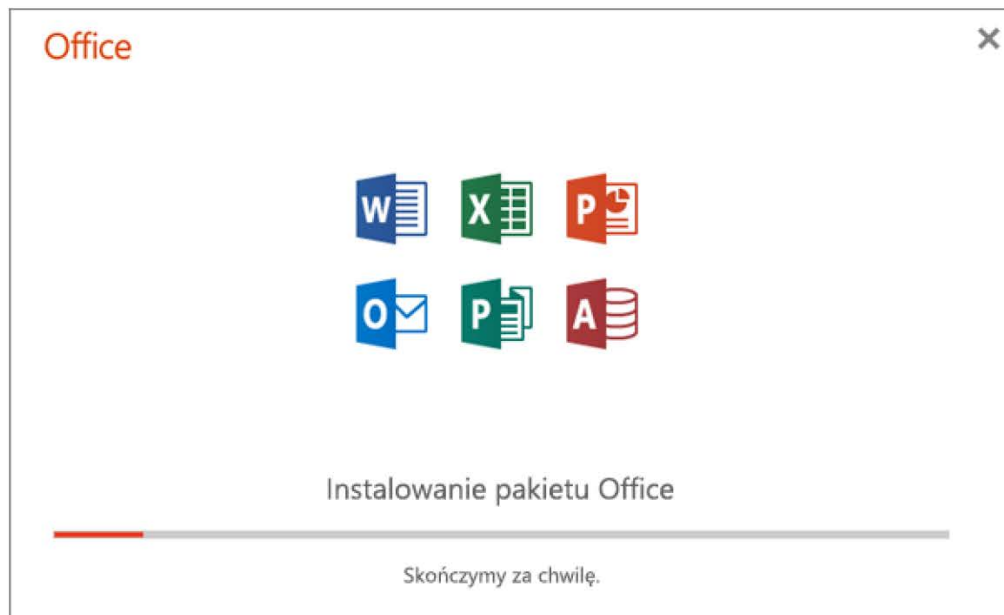 Office
W X P
O P A
Instalowanie pakietu Office
Skończymy za chwilę.